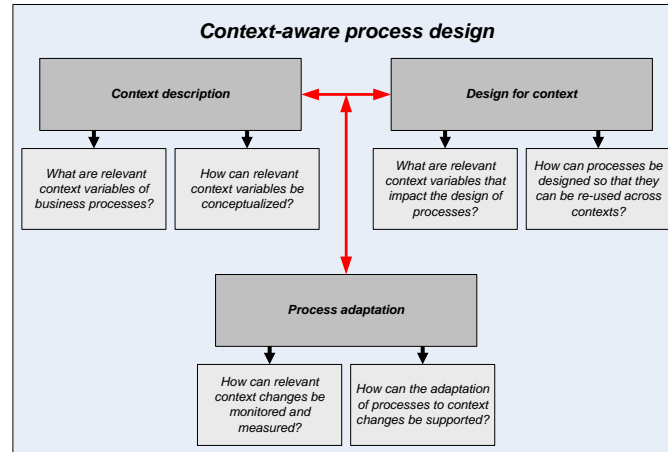 Context-aware process design
Context description
Design for context
What are relevant
context variables of
business processes?
How can relevant
context variables be
conceptualized?
What are relevant
context variables that
impact the design of
processes?
How can processes be
designed so that they
can be re-used across
contexts?
Process adaptation
How can relevant
context changes be
monitored and
measured?
How can the adaptation
of processes to context
changes be supported?